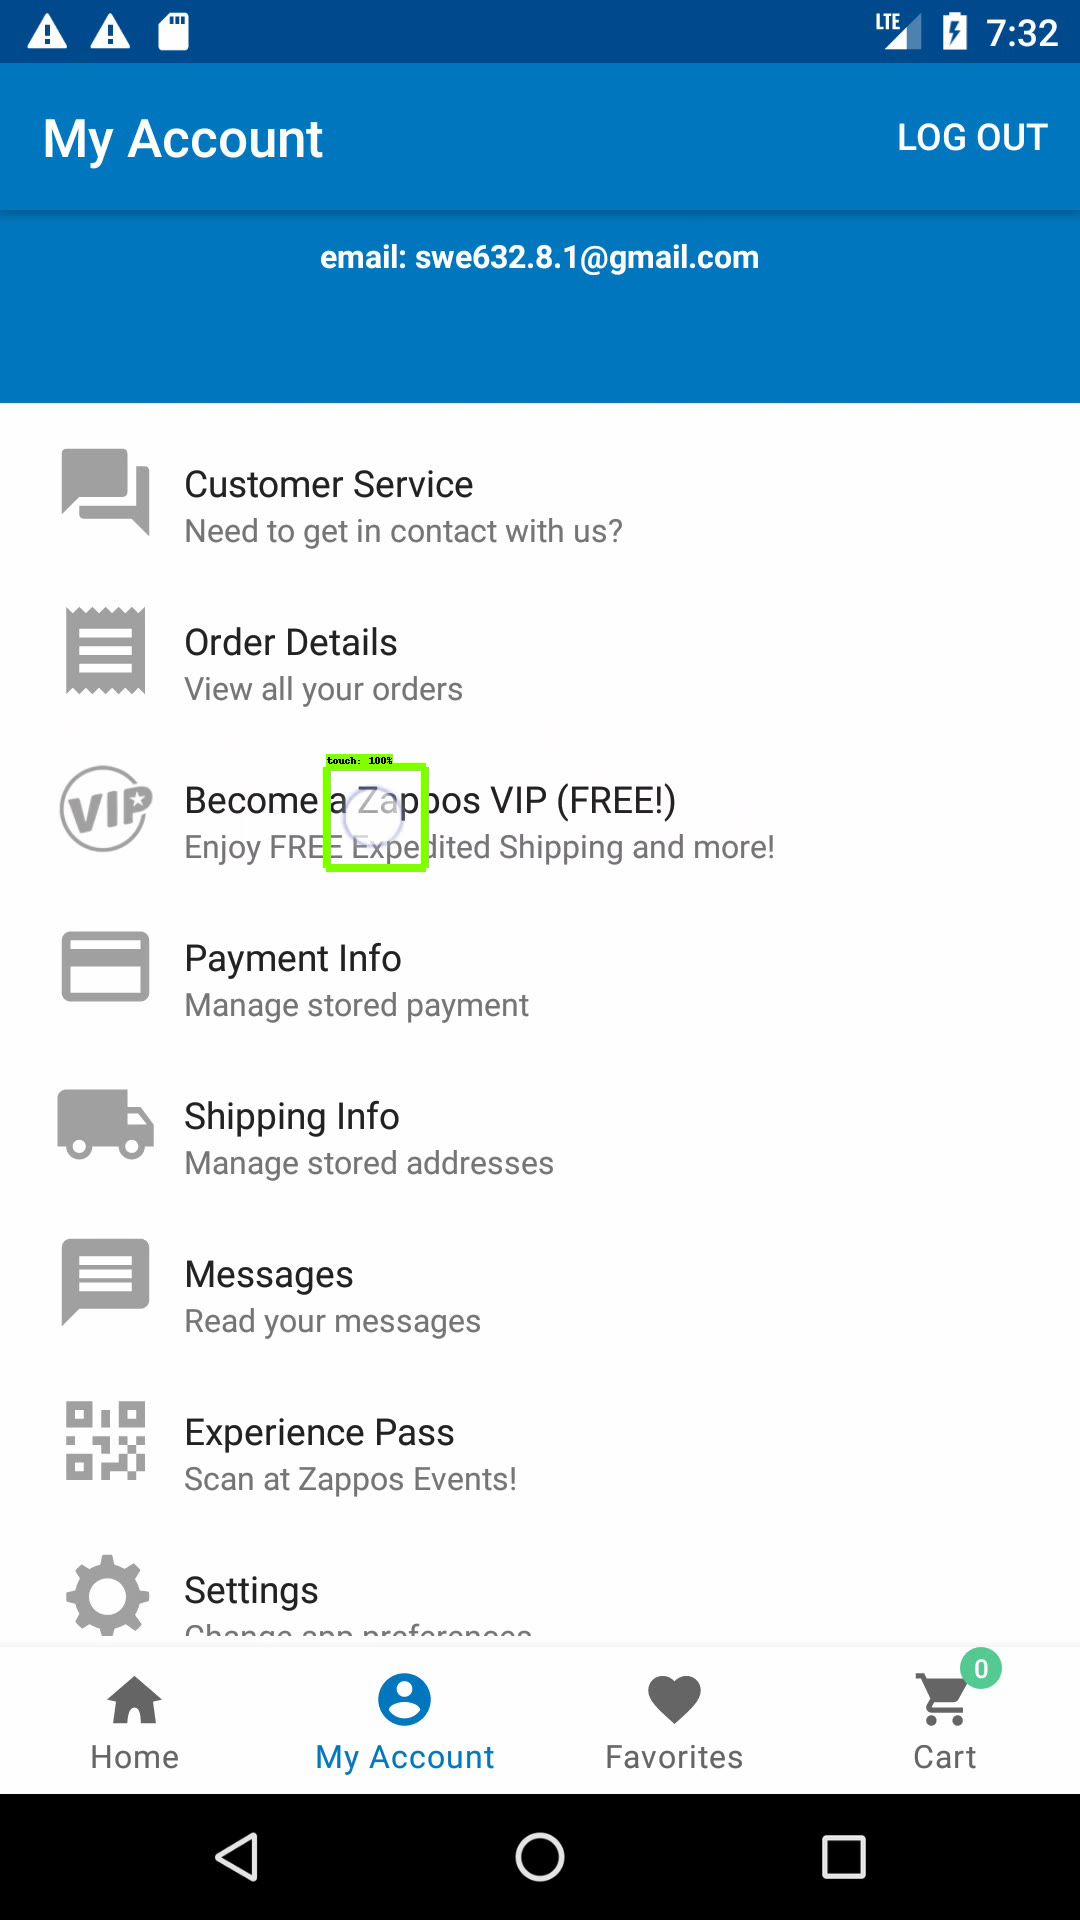 LTE 7:32
My Account LOG OUT
email: swe632.8.1@gmail.com
Customer Service
Need to get in contact with us?
Order Details
View all your orders
touch: 100%
VIP Become a Zappos VIP (FREE!)
Enjoy FREE Expedited Shipping and more!
Payment Info
Manage stored payment
Shipping Info
Manage stored addresses
Messages
Read your messages
Experience Pass
Scan at Zappos Events!
Settings
Change app preferences
0
Home My Account Favorites Cart